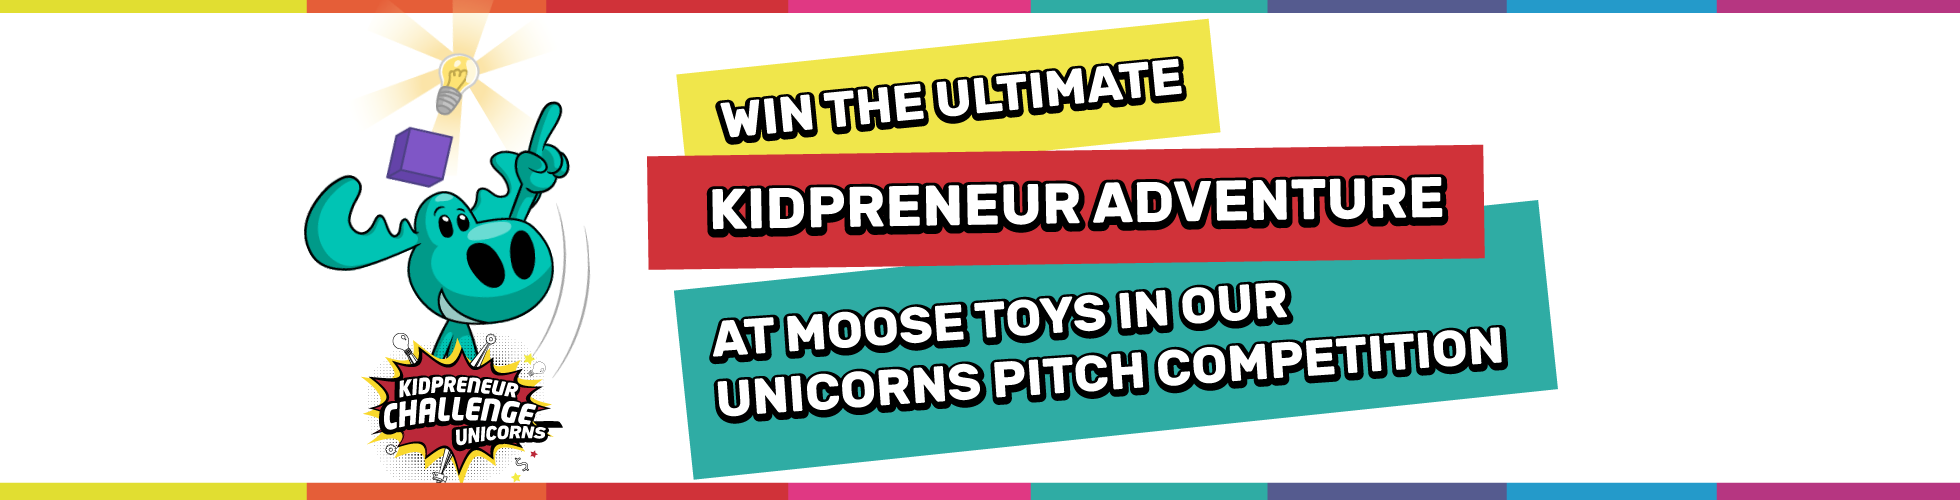 WIN THE ULTIMATE
KIDPRENEUR ADVENTURE
AT MOOSE TOYS IN OUR
UNICORNS PITCH COMPETITION
KIDPRENEUR
CHALLENGE
UNICORNS